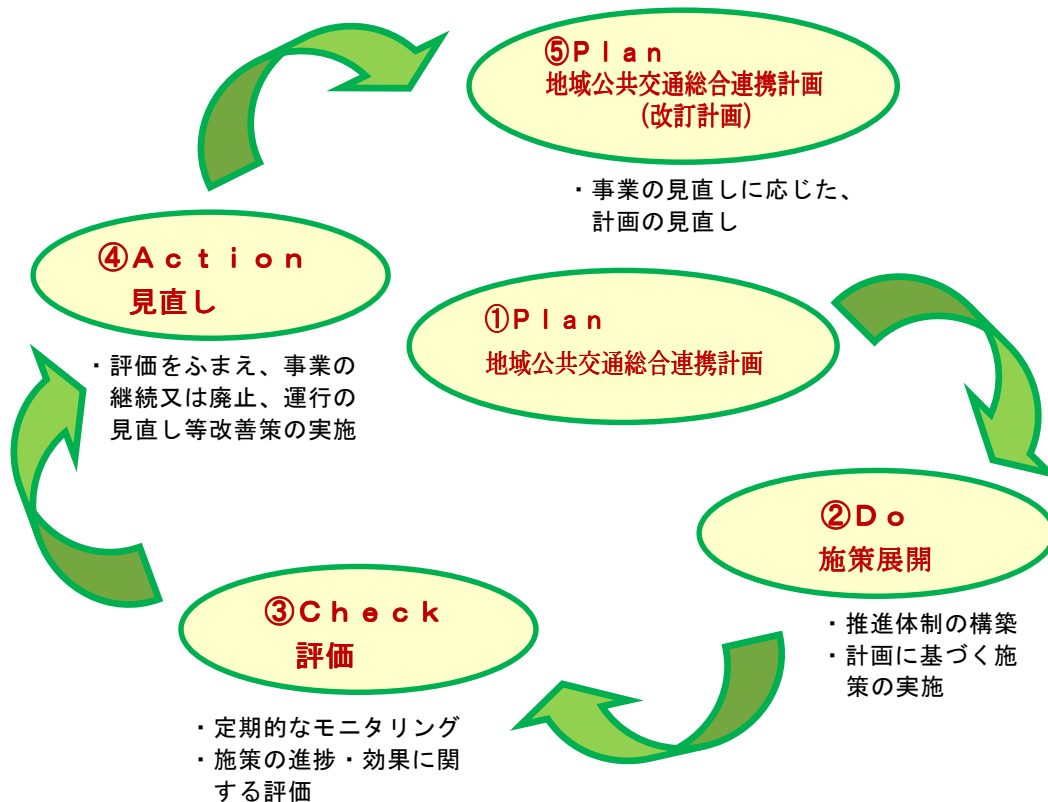 ⑤Ｐｌａｎ
地域公共交通総合連携計画
（改訂計画）
・事業の見直しに応じた、
計画の見直し
④Ａｃｔｉｏｎ
見直し
・評価をふまえ、事業の
継続又は廃止、運行の
見直し等改善策の実施
①Ｐｌａｎ
地域公共交通総合連携計画
②Ｄｏ
施策展開
・推進体制の構築
・計画に基づく施
策の実施
③Ｃｈｅｃｋ
評価
・定期的なモニタリング
・施策の進捗・効果に関
する評価